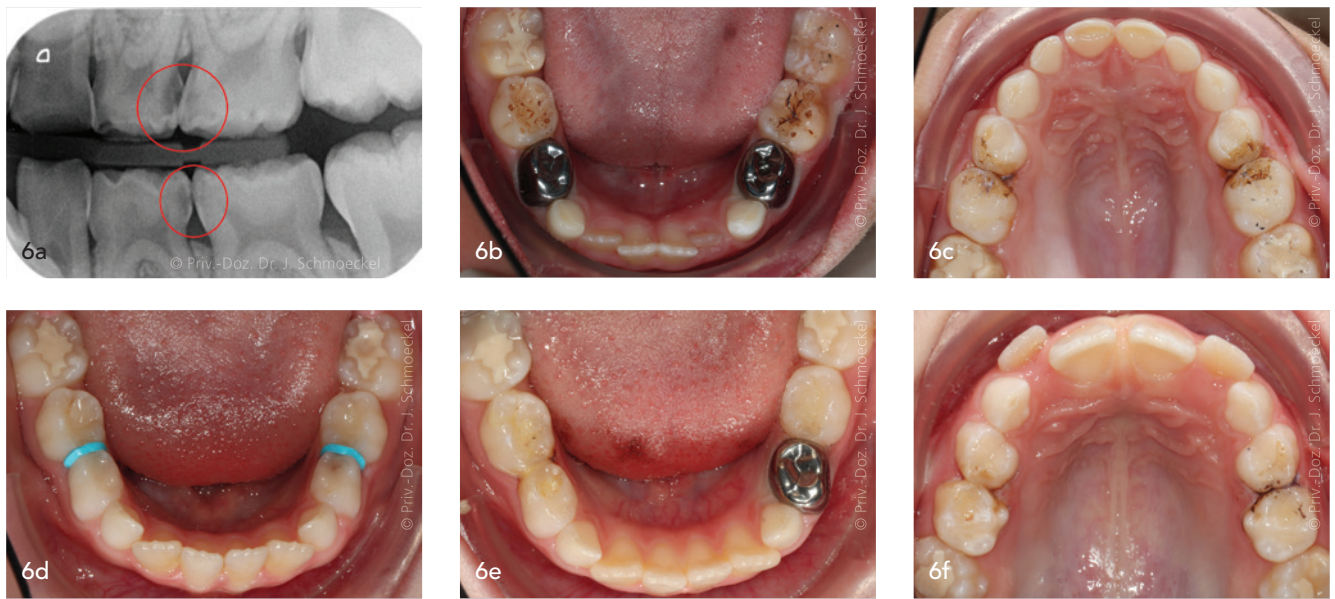 6a
© Priv.-Doz. Dr. J. Schmoeckel
6b
© Priv.-Doz. Dr. J. Schmoeckel
6c
© Priv.-Doz. Dr. J. Schmoeckel
6d
© Priv.-Doz. Dr. J. Schmoeckel
6e
© Priv.-Doz. Dr. J. Schmoeckel
6f
© Priv.-Doz. Dr. J. Schmoeckel